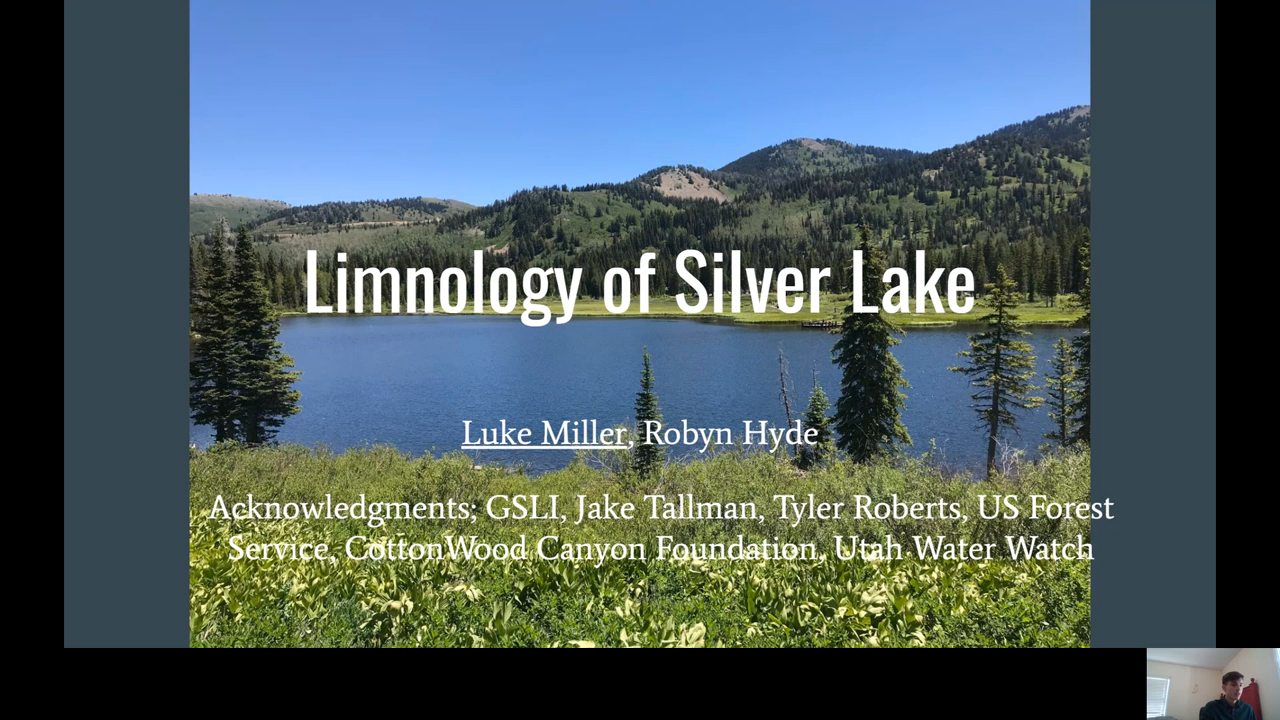 Limnology of Silver Lake
Luke Miller, Robyn Hyde
Acknowledgments; GSLI, Jake Tallman, Tyler Roberts, US Forest
Service, CottonWood Canyon Foundation, Utah Water Watch